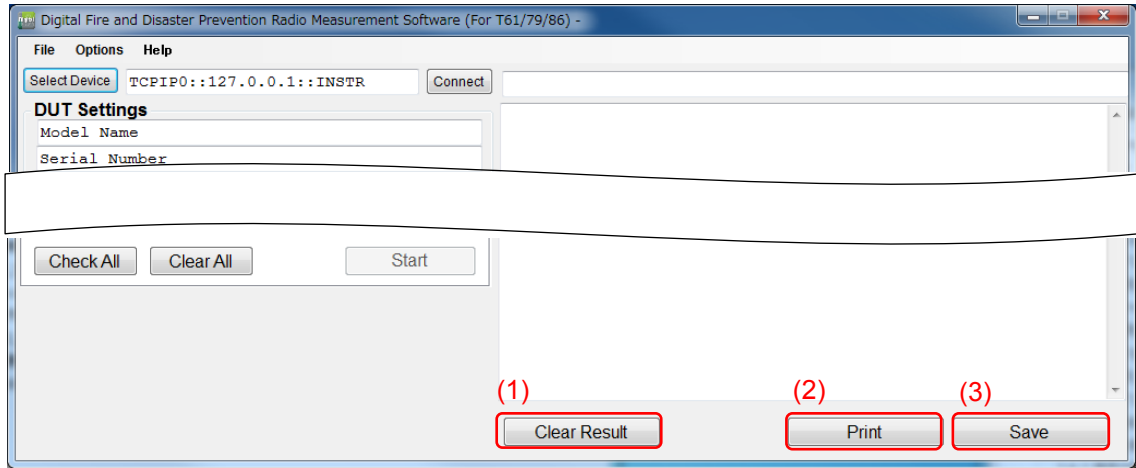 Digital Fire and Disaster Prevention Radio Measurement Software (For T61/79/86) -
File Options Help
Select Device TCPIP0::127.0.0.1::INSTR Connect
DUT Settings
Model Name
Serial Number
Check All Clear All Start
(1) (2) (3)
Clear Result Print Save